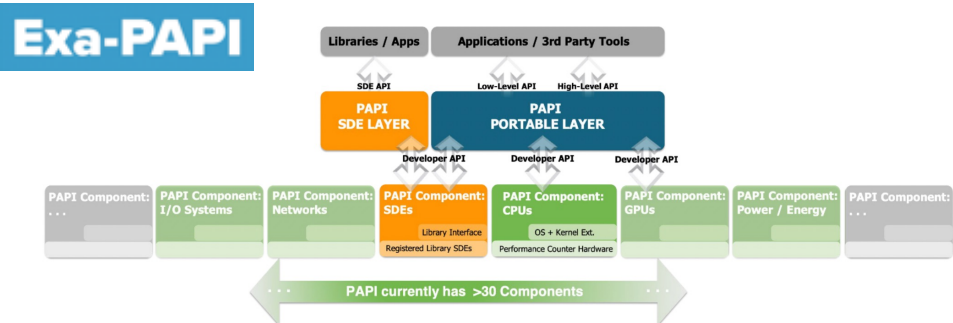 Exa-PAPI
Libraries / Apps
Applications / 3rd Party Tools
SDE API
Low-Level API
High-Level API
PAPI
SDE LAYER
PAPI
PORTABLE LAYER
Developer API
Developer API
Developer API
PAPI Component:
. . .
PAPI Component:
I/O Systems
PAPI Component:
Networks
PAPI Component:
SDEs
Library Interface
Registered Library SDEs
PAPI Component:
CPUs
OS + Kernel Ext.
Performance Counter Hardware
PAPI Component:
GPUs
PAPI Component:
Power / Energy
PAPI Component:
. . .
. . .
PAPI currently has >30 Components
. . .